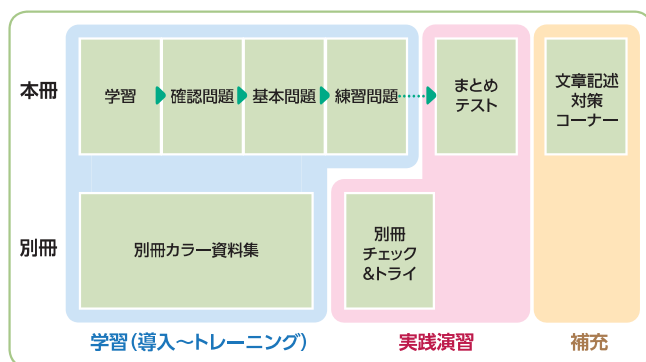 本冊
学習
確認問題
基本問題
練習問題
まとめ
テスト
文章記述
対策
コーナー
別冊
別冊カラー資料集
別冊
チェック
&トライ
学習(導入〜トレーニング)
実践演習
補充